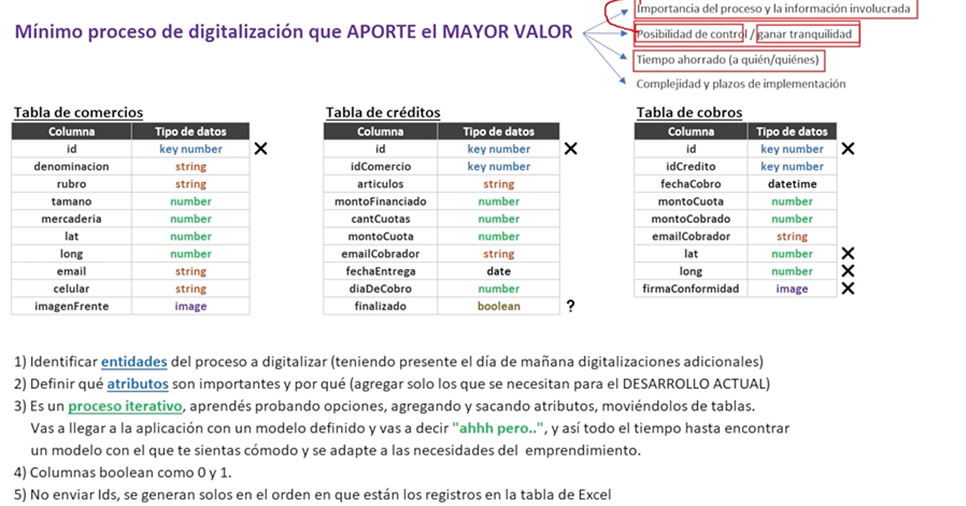 Mínimo proceso de digitalización que APORTE el MAYOR VALOR
Importancia del proceso y la información involucrada
Posibilidad de control / ganar tranquilidad
Tiempo ahorrado (a quién/quiénes)
Complejidad y plazos de implementación
Tabla de comercios
Columna Tipo de datos
id key number X
denominacion string
rubro string
tamano number
mercaderia number
lat number
long number
email string
celular string
imagenFrente image
Tabla de créditos
Columna Tipo de datos
id key number X
idComercio key number
articulos string
montoFinanciado number
cantCuotas number
montoCuota number
emailCobrador string
fechaEntrega date
diaDeCobro number
finalizado boolean ?
Tabla de cobros
Columna Tipo de datos
id key number X
idCredito key number
fechaCobro datetime
montoCuota number
montoCobrado number
emailCobrador string
lat number X
long number X
firmaConformidad image X
1) Identificar entidades del proceso a digitalizar (teniendo presente el día de mañana digitalizaciones adicionales)
2) Definir qué atributos son importantes y por qué (agregar solo los que se necesitan para el DESARROLLO ACTUAL)
3) Es un proceso iterativo, aprendés probando opciones, agregando y sacando atributos, moviéndolos de tablas.
Vas a llegar a la aplicación con un modelo definido y vas a decir "ahhh pero..", y así todo el tiempo hasta encontrar
un modelo con el que te sientas cómodo y se adapte a las necesidades del emprendimiento.
4) Columnas boolean como 0 y 1.
5) No enviar Ids, se generan solos en el orden en que están los registros en la tabla de Excel